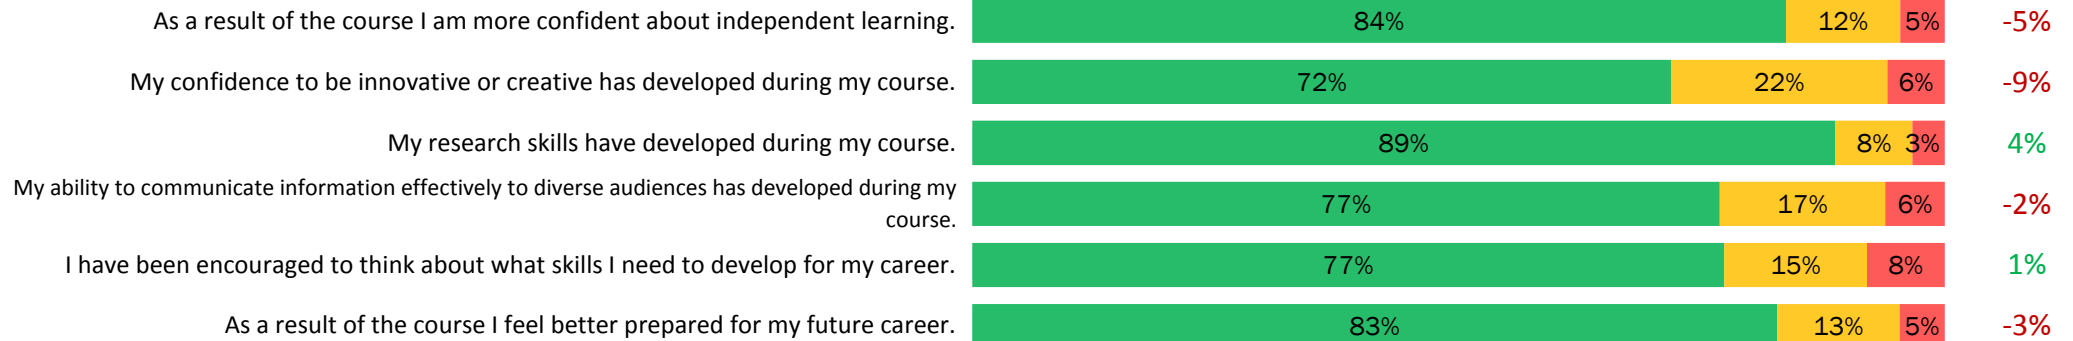 As a result of the course I am more confident about independent learning. 84% 12% 5% -5%
My confidence to be innovative or creative has developed during my course. 72% 22% 6% -9%
My research skills have developed during my course. 89% 8% 3% 4%
My ability to communicate information effectively to diverse audiences has developed during my
course. 77% 17% 6% -2%
I have been encouraged to think about what skills I need to develop for my career. 77% 15% 8% 1%
As a result of the course I feel better prepared for my future career. 83% 13% 5% -3%